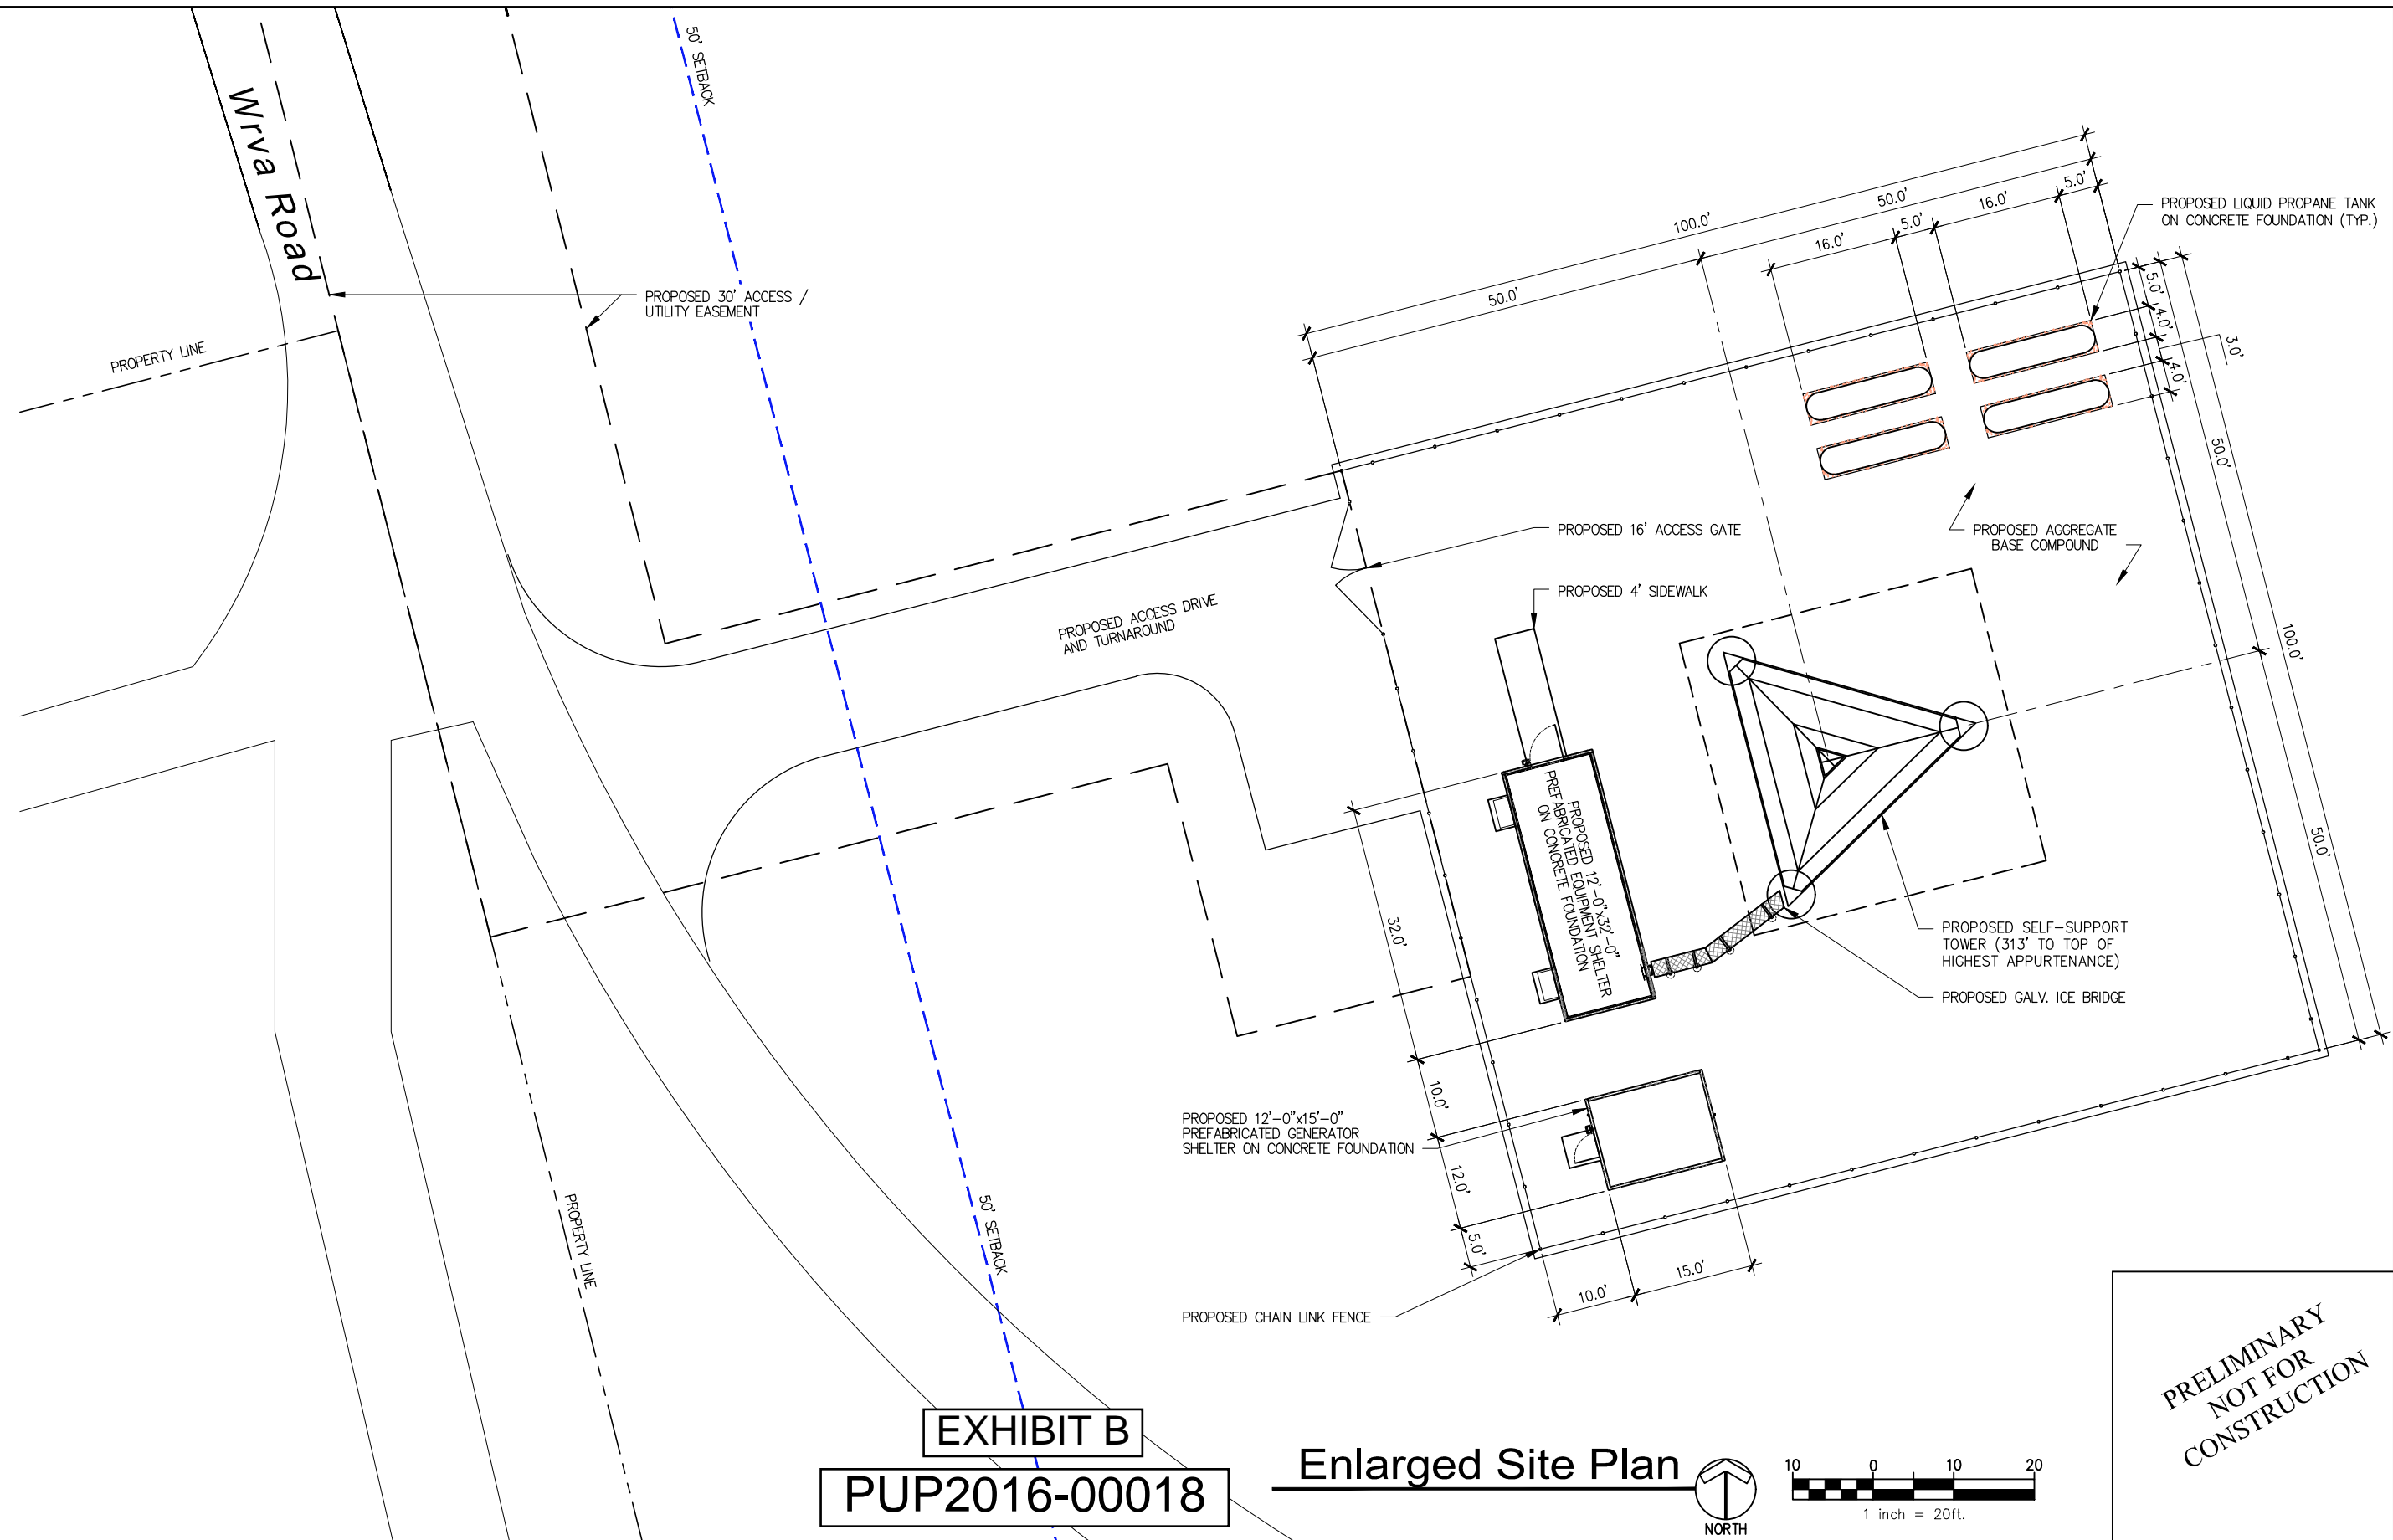 50' SETBACK
Wrva Road
PROPOSED 30' ACCESS /
UTILITY EASEMENT
PROPERTY LINE
100.0'
50.0'
50.0'
16.0'
5.0'
16.0'
5.0'
PROPOSED LIQUID PROPANE TANK
ON CONCRETE FOUNDATION (TYP.)
5.0'
4.0'
3.0'
4.0'
50.0'
100.0'
50.0'
PROPOSED 16' ACCESS GATE
PROPOSED AGGREGATE
BASE COMPOUND
PROPOSED 4' SIDEWALK
PROPOSED ACCESS DRIVE
AND TURNAROUND
PROPOSED 12'-0"x32'-0"
PREFABRICATED EQUIPMENT SHELTER
ON CONCRETE FOUNDATION
PROPOSED SELF-SUPPORT
TOWER (313' TO TOP OF
HIGHEST APPURTENANCE)
PROPOSED GALV. ICE BRIDGE
32.0'
10.0'
12.0'
5.0'
PROPOSED 12'-0"x15'-0"
PREFABRICATED GENERATOR
SHELTER ON CONCRETE FOUNDATION
10.0'
15.0'
PROPOSED CHAIN LINK FENCE
PROPERTY LINE
50' SETBACK
EXHIBIT B
PUP2016-00018
Enlarged Site Plan
NORTH
10 0 10 20
1 inch = 20ft.
PRELIMINARY
NOT FOR
CONSTRUCTION